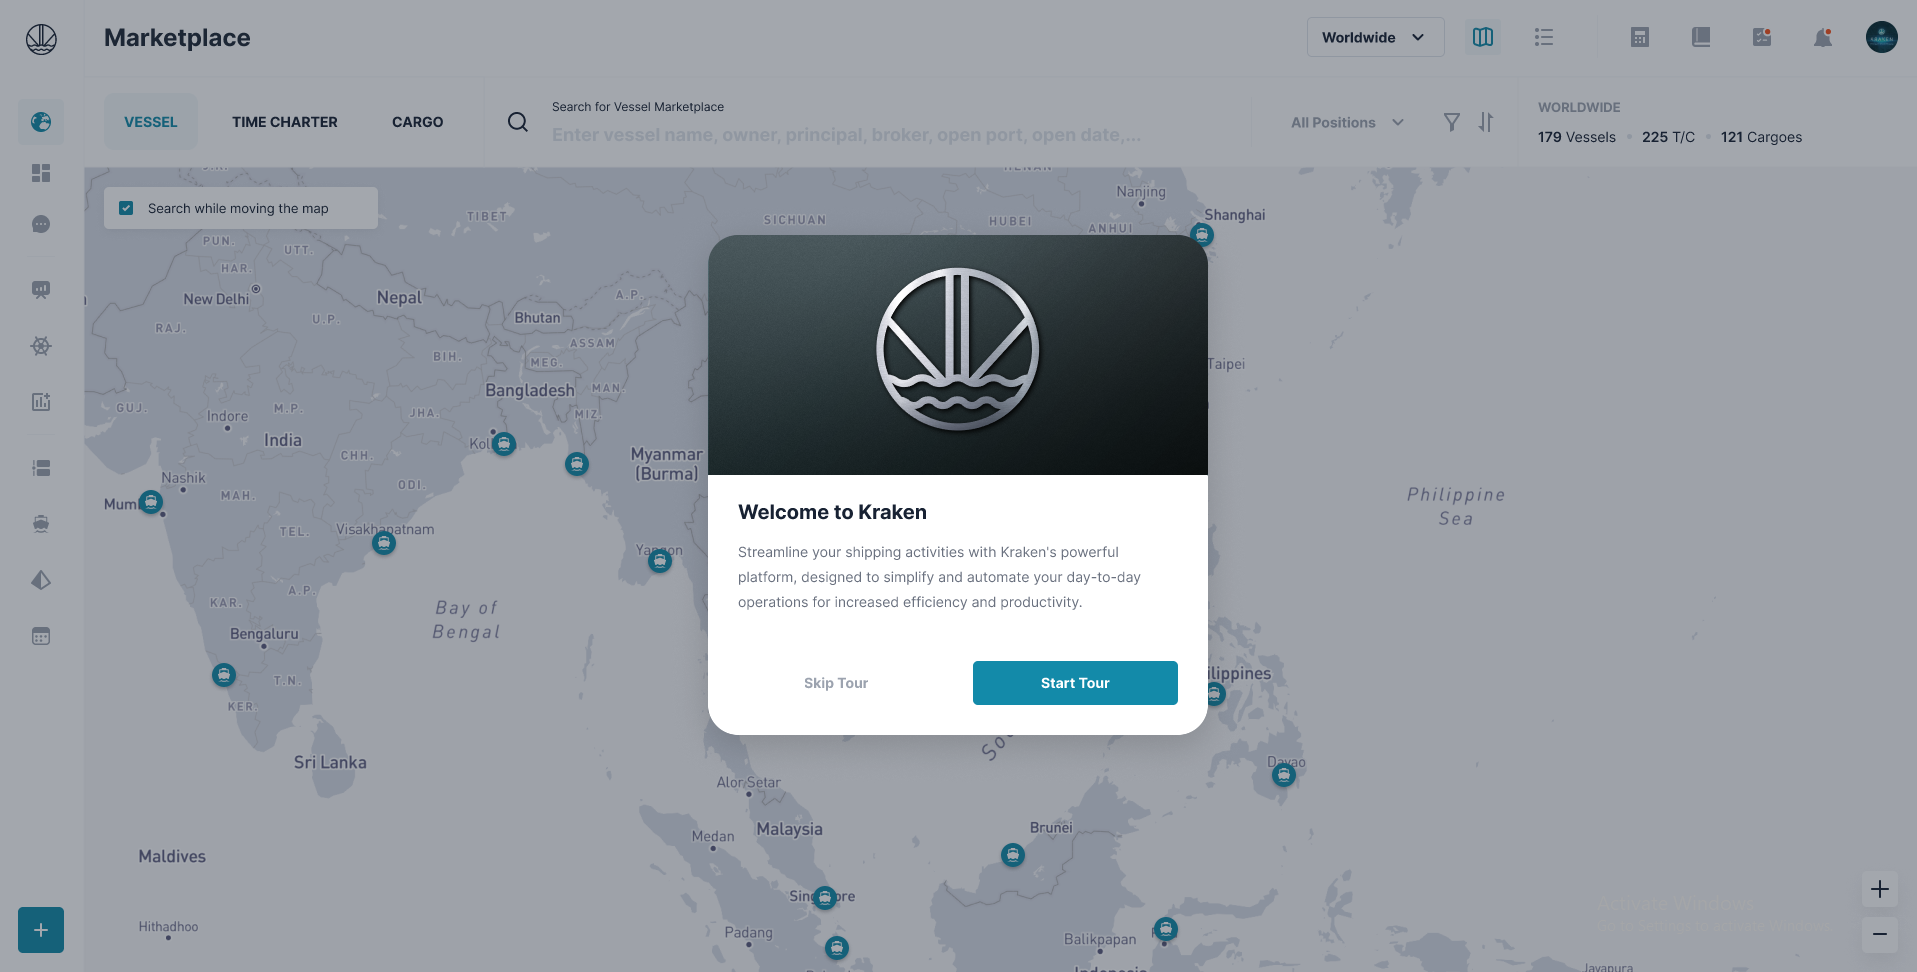 Marketplace
Worldwide
VESSEL
TIME CHARTER
CARGO
Search for Vessel Marketplace
Enter vessel name, owner, principal, broker, open port, open date,...
All Positions
WORLDWIDE
179 Vessels • 225 T/C • 121 Cargoes
Search while moving the map
HENAN
Nanjing
Shanghai
TIBET
SICHUAN
HUBEI
ANHUI
PUN.
UTT.
HAR.
New Delhi
Nepal
A.P.
RAJ.
U.P.
Bhutan
ASSAM
BIH.
MEG.
Taipei
Bangladesh
MAN.
GUJ.
Indore
M.P.
JHA.
MIZ.
India
Kol
CHH.
Myanmar
(Burma)
Nashik
ODI.
MAH.
Mum
TEL.
Visakhapatnam
Yangon
Philippine
Sea
KAR.
A.P.
Bay of
Bengal
Bengaluru
T.N.
KER.
ilippines
Sri Lanka
So
Davao
Alor Setar
Medan
Malaysia
Brunei
Maldives
Singapore
Hithadhoo
Padang
Balikpapan
Indonesia
Jayapura
Welcome to Kraken
Streamline your shipping activities with Kraken's powerful
platform, designed to simplify and automate your day-to-day
operations for increased efficiency and productivity.
Skip Tour
Start Tour
Activate Windows